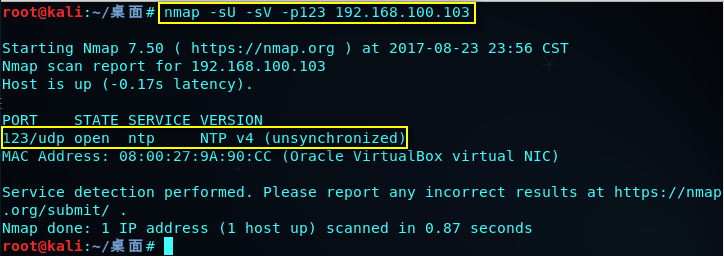 root@kali:~/桌面# nmap -sU -sV -p123 192.168.100.103
Starting Nmap 7.50 ( https://nmap.org ) at 2017-08-23 23:56 CST
Nmap scan report for 192.168.100.103
Host is up (-0.17s latency).
PORT    STATE SERVICE VERSION
123/udp open  ntp     NTP v4 (unsynchronized)
MAC Address: 08:00:27:9A:90:CC (Oracle VirtualBox virtual NIC)
Service detection performed. Please report any incorrect results at https://nmap
.org/submit/ .
Nmap done: 1 IP address (1 host up) scanned in 0.87 seconds
root@kali:~/桌面#